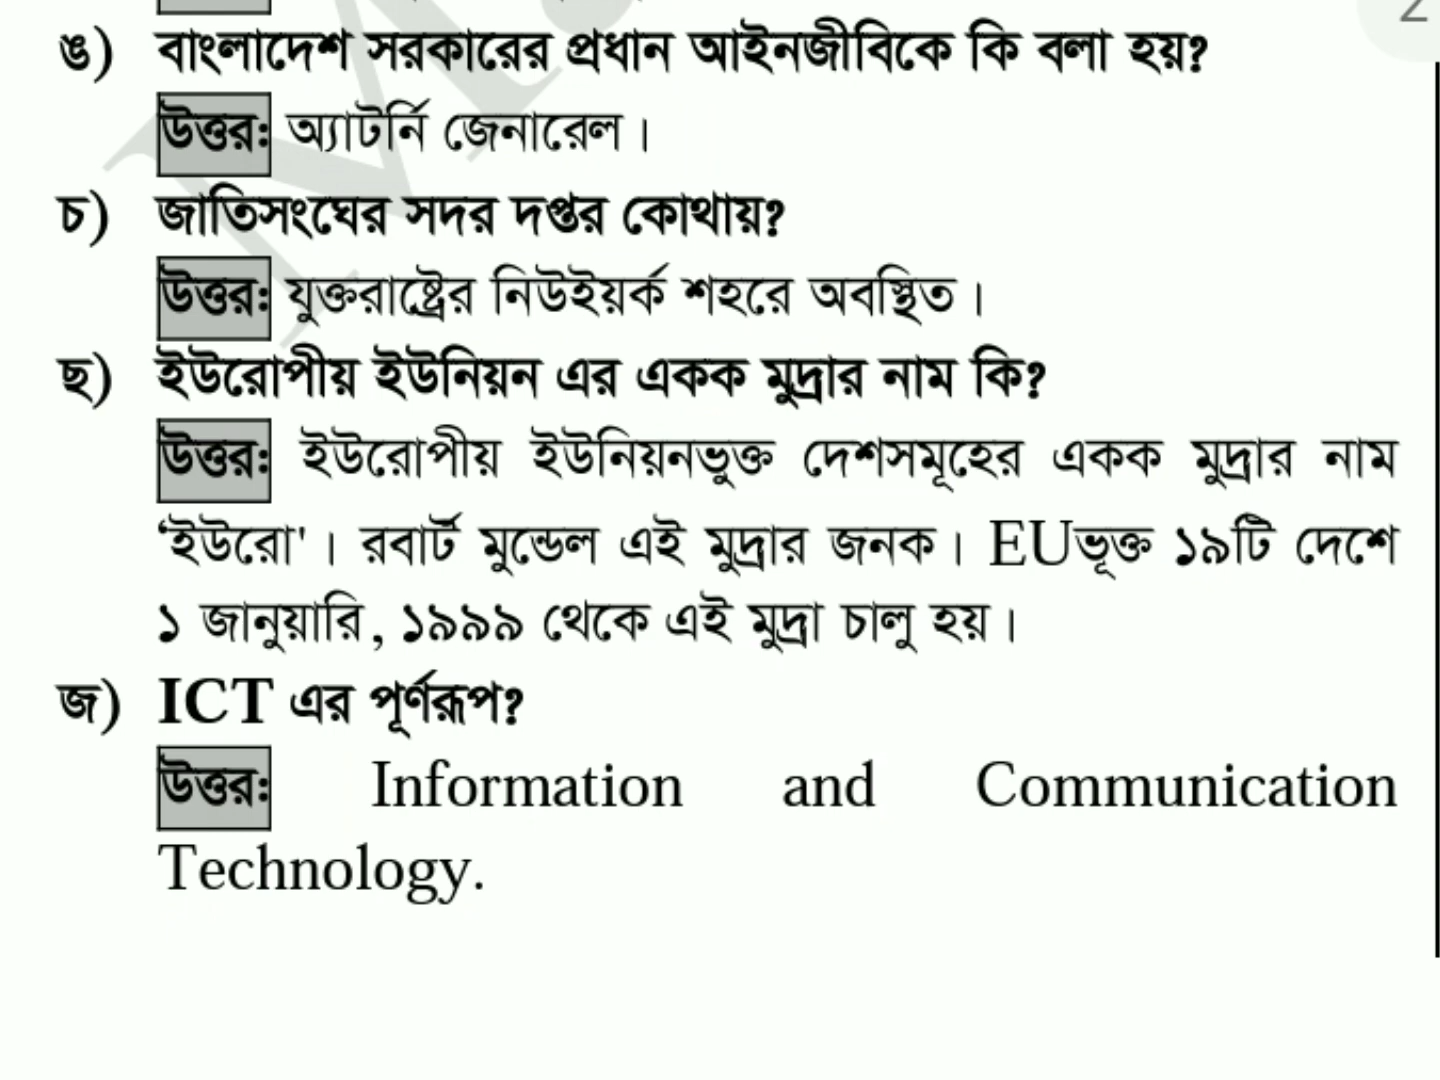 ঙ) বাংলাদেশ সরকারের প্রধান আইনজীবিকে কি বলা হয়?
উত্তর: অ্যাটর্নি জেনারেল।
চ) জাতিসংঘের সদর দপ্তর কোথায়?
উত্তর: যুক্তরাষ্ট্রের নিউইয়র্ক শহরে অবস্থিত।
ছ) ইউরোপীয় ইউনিয়ন এর একক মুদ্রার নাম কি?
উত্তর: ইউরোপীয় ইউনিয়নভুক্ত দেশসমূহের একক মুদ্রার নাম
‘ইউরো'। রবার্ট মুন্ডেল এই মুদ্রার জনক। EUভূক্ত ১৯টি দেশে
১ জানুয়ারি, ১৯৯৯ থেকে এই মুদ্রা চালু হয়।
জ) ICT এর পূর্ণরূপ?
উত্তর: Information and Communication
Technology.